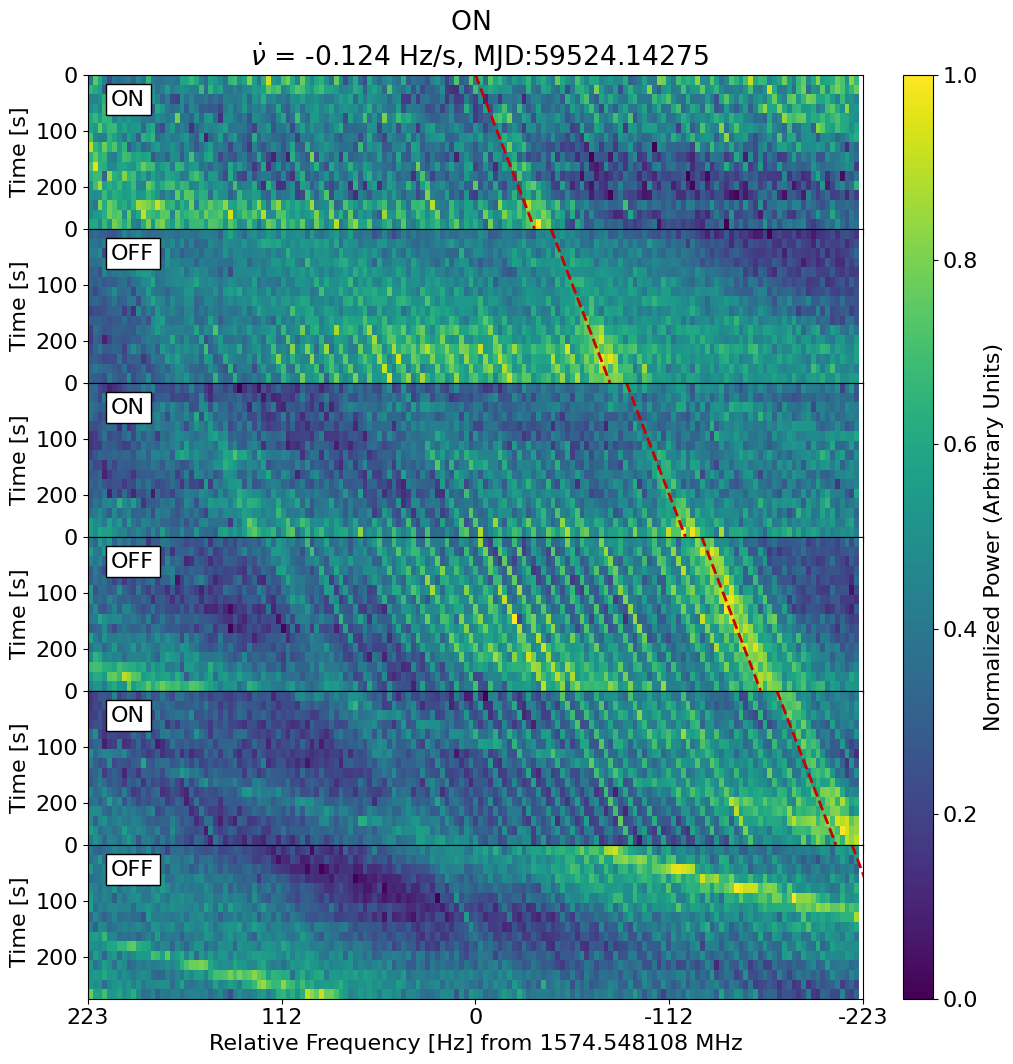 ON
ν̇ = -0.124 Hz/s, MJD:59524.14275
0
ON
100
Time [s]
200
0
OFF
100
Time [s]
200
0
ON
100
Time [s]
200
0
OFF
100
Time [s]
200
0
ON
100
Time [s]
200
0
OFF
100
Time [s]
200
223 112 0 -112 -223
Relative Frequency [Hz] from 1574.548108 MHz
1.0
0.8
0.6
0.4
0.2
0.0
Normalized Power (Arbitrary Units)